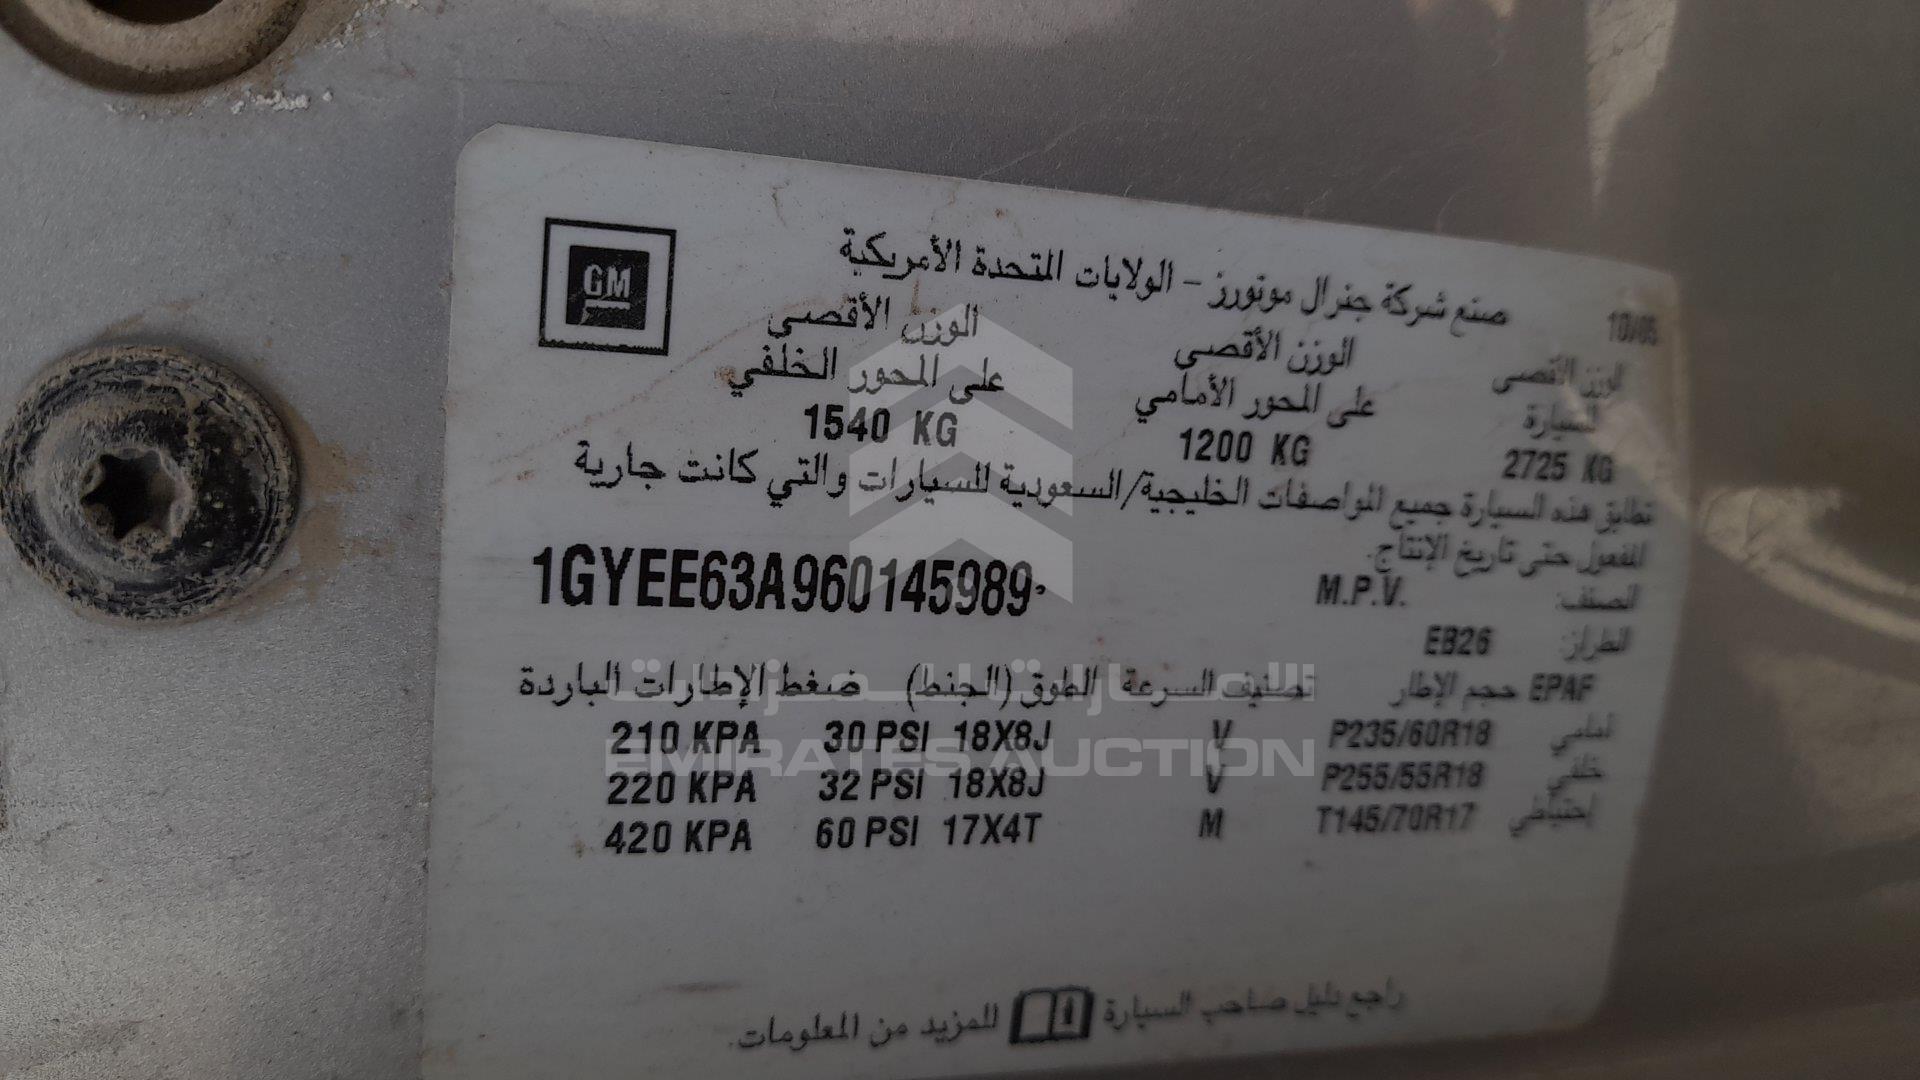 GM
صنع شركة جنرال موتورز - الولايات المتحدة الأمريكية
10/05
الوزن الأقصى الوزن الأقصى الوزن الأقصى
للسيارة على المحور الأمامي على المحور الخلفي
2725 KG 1200 KG 1540 KG
تطابق هذه السيارة جميع المواصفات الخليجية/السعودية للسيارات والتي كانت جارية
المفعول حتى تاريخ الإنتاج.
1GYEE63A960145989
الصنف: M.P.V.
الطراز: EB26
EPAF حجم الإطار تصنيف السرعة الطوق (الجنط) ضغط الإطارات الباردة
أمامي P235/60R18 V 18X8J 30 PSI 210 KPA
خلفي P255/55R18 V 18X8J 32 PSI 220 KPA
إحتياطي T145/70R17 M 17X4T 60 PSI 420 KPA
راجع دليل صاحب السيارة للمزيد من المعلومات.
الإمارات للمزادات
EMIRATES AUCTION